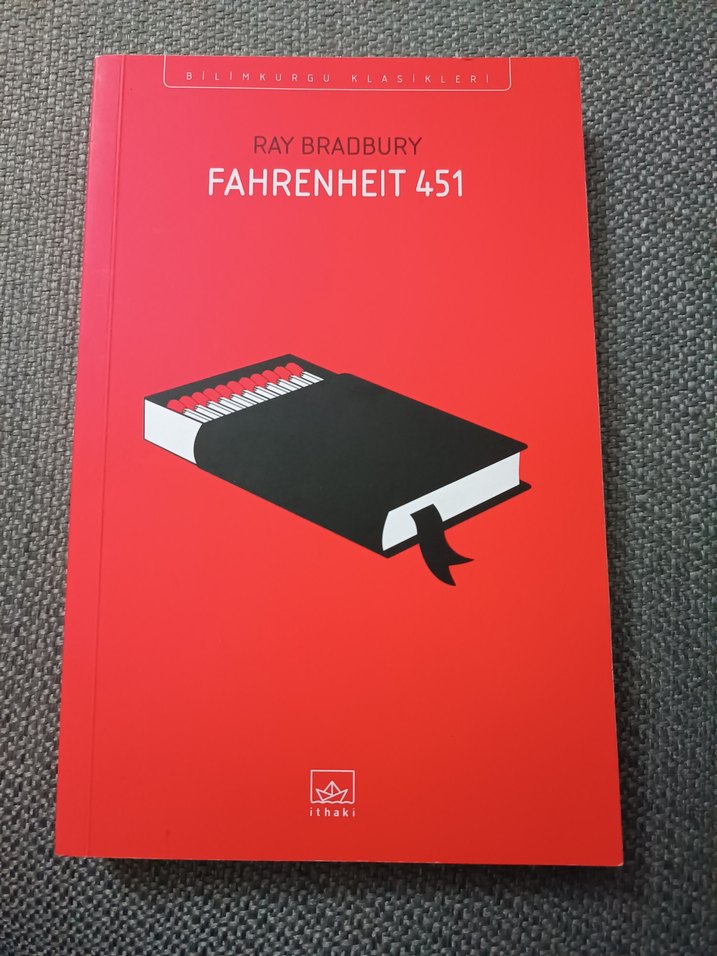 BİLİMKURGU KLASİKLERİ
RAY BRADBURY
FAHRENHEIT 451
ithaki